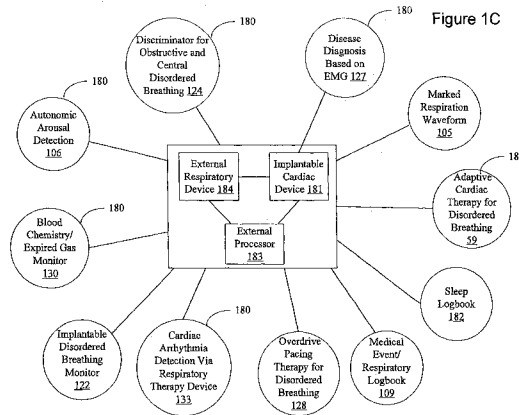 Figure 1C
180
Discriminator for
Obstructive and
Central
Disordered
Breathing 124
180
Disease
Diagnosis
Based on
EMG 127
180
Autonomic
Arousal
Detection
106
Marked
Respiration
Waveform
105
External
Respiratory
Device 184
Implantable
Cardiac
Device 181
External
Processor
183
18
Adaptive
Cardiac
Therapy for
Disordered
Breathing
59
180
Blood
Chemistry/
Expired Gas
Monitor
130
Sleep
Logbook
182
Implantable
Disordered
Breathing
Monitor
122
180
Cardiac
Arrhythmia
Detection Via
Respiratory
Therapy Device
133
Overdrive
Pacing
Therapy for
Disordered
Breathing
128
Medical
Event/
Respiratory
Logbook
109